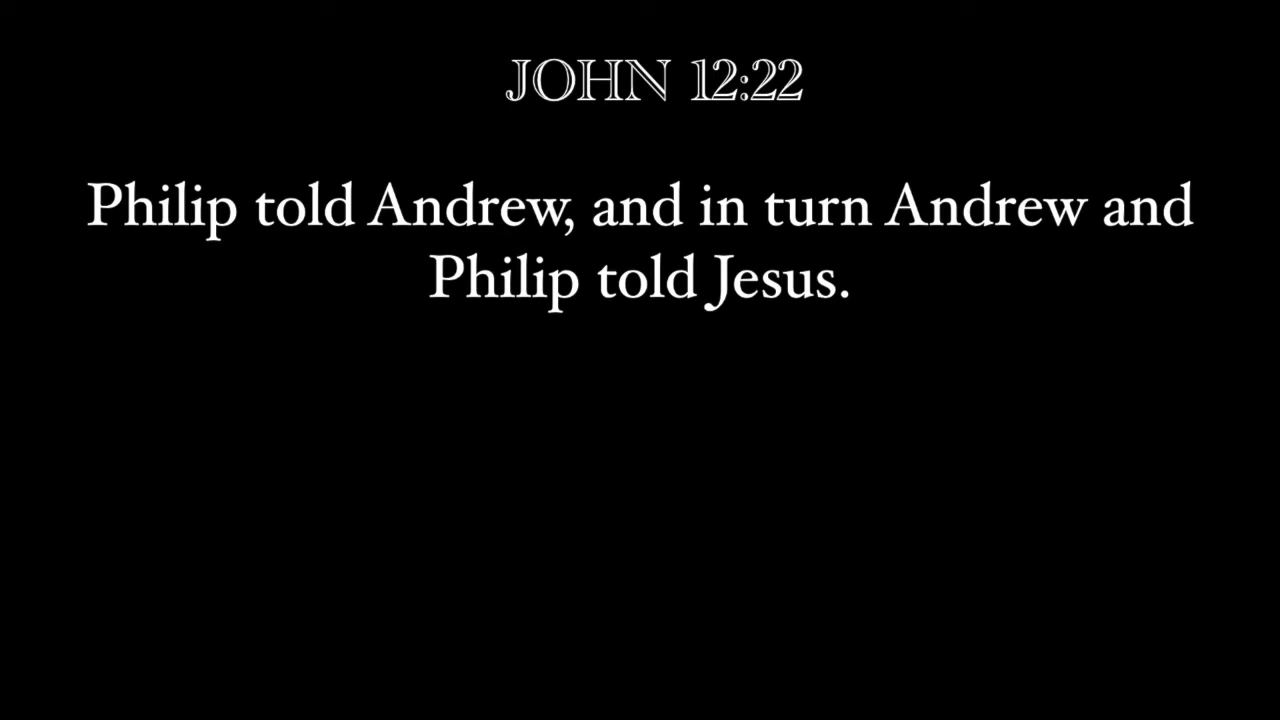 JOHN 12:22
Philip told Andrew, and in turn Andrew and
Philip told Jesus.